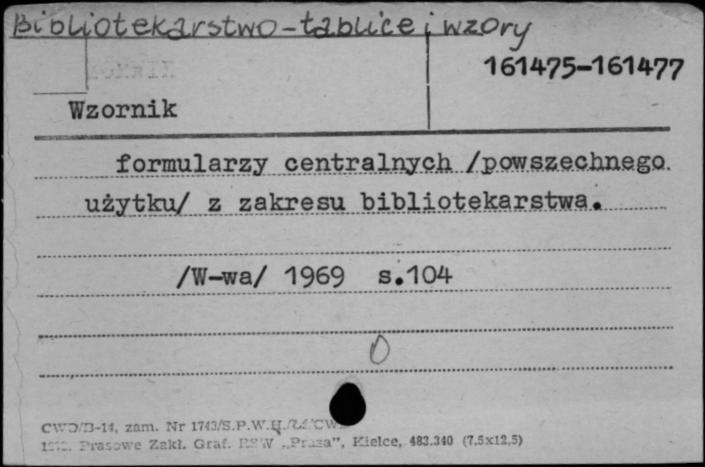 Bibliotekarstwo-tablice i wzory
161475-161477
Wzornik
formularzy centralnych /powszechnego
użytku/ z zakresu bibliotekarstwa.
/W-wa/ 1969 s.104
0
CWD/B-14, zam. Nr 1743/S.P.W.H.
Prasowe Zakł. Graf. RSW „Prasa”, Kielce, 483.340 (7,5x12,5)